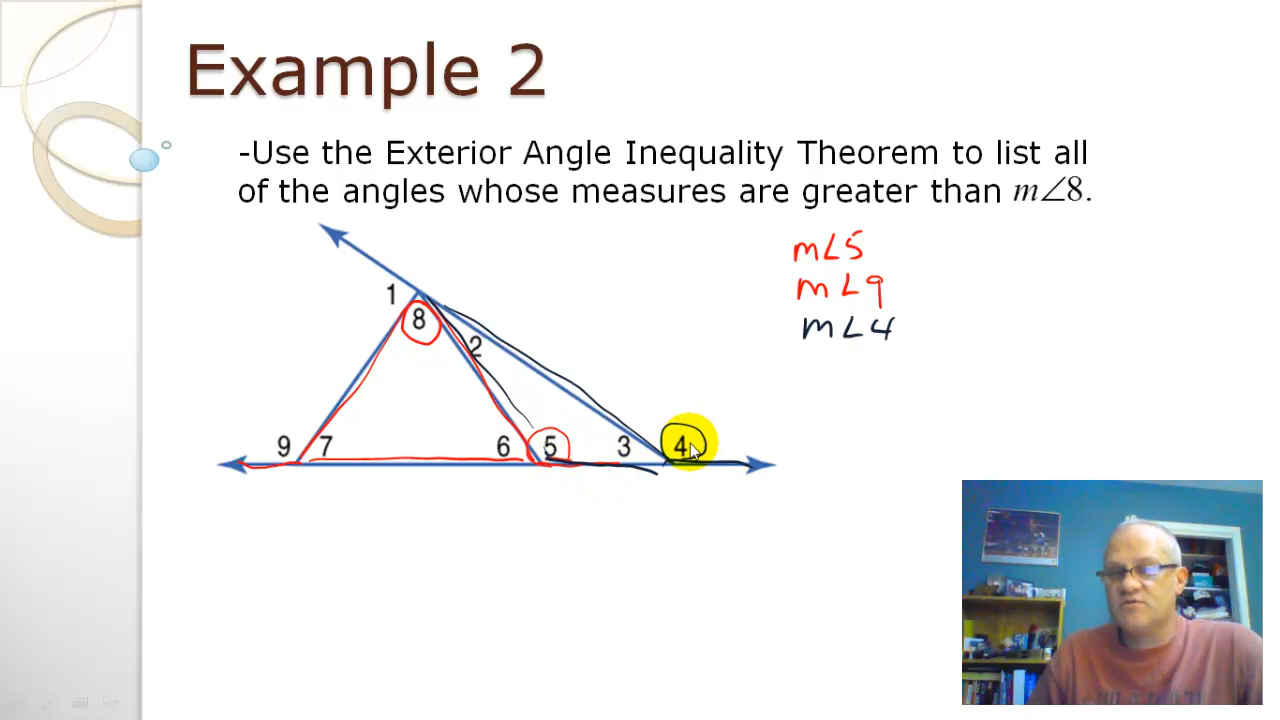 Example 2
-Use the Exterior Angle Inequality Theorem to list all
of the angles whose measures are greater than m∠8.
m∠5
m∠9
m∠4
1
8
2
9 7 6 5 3 4